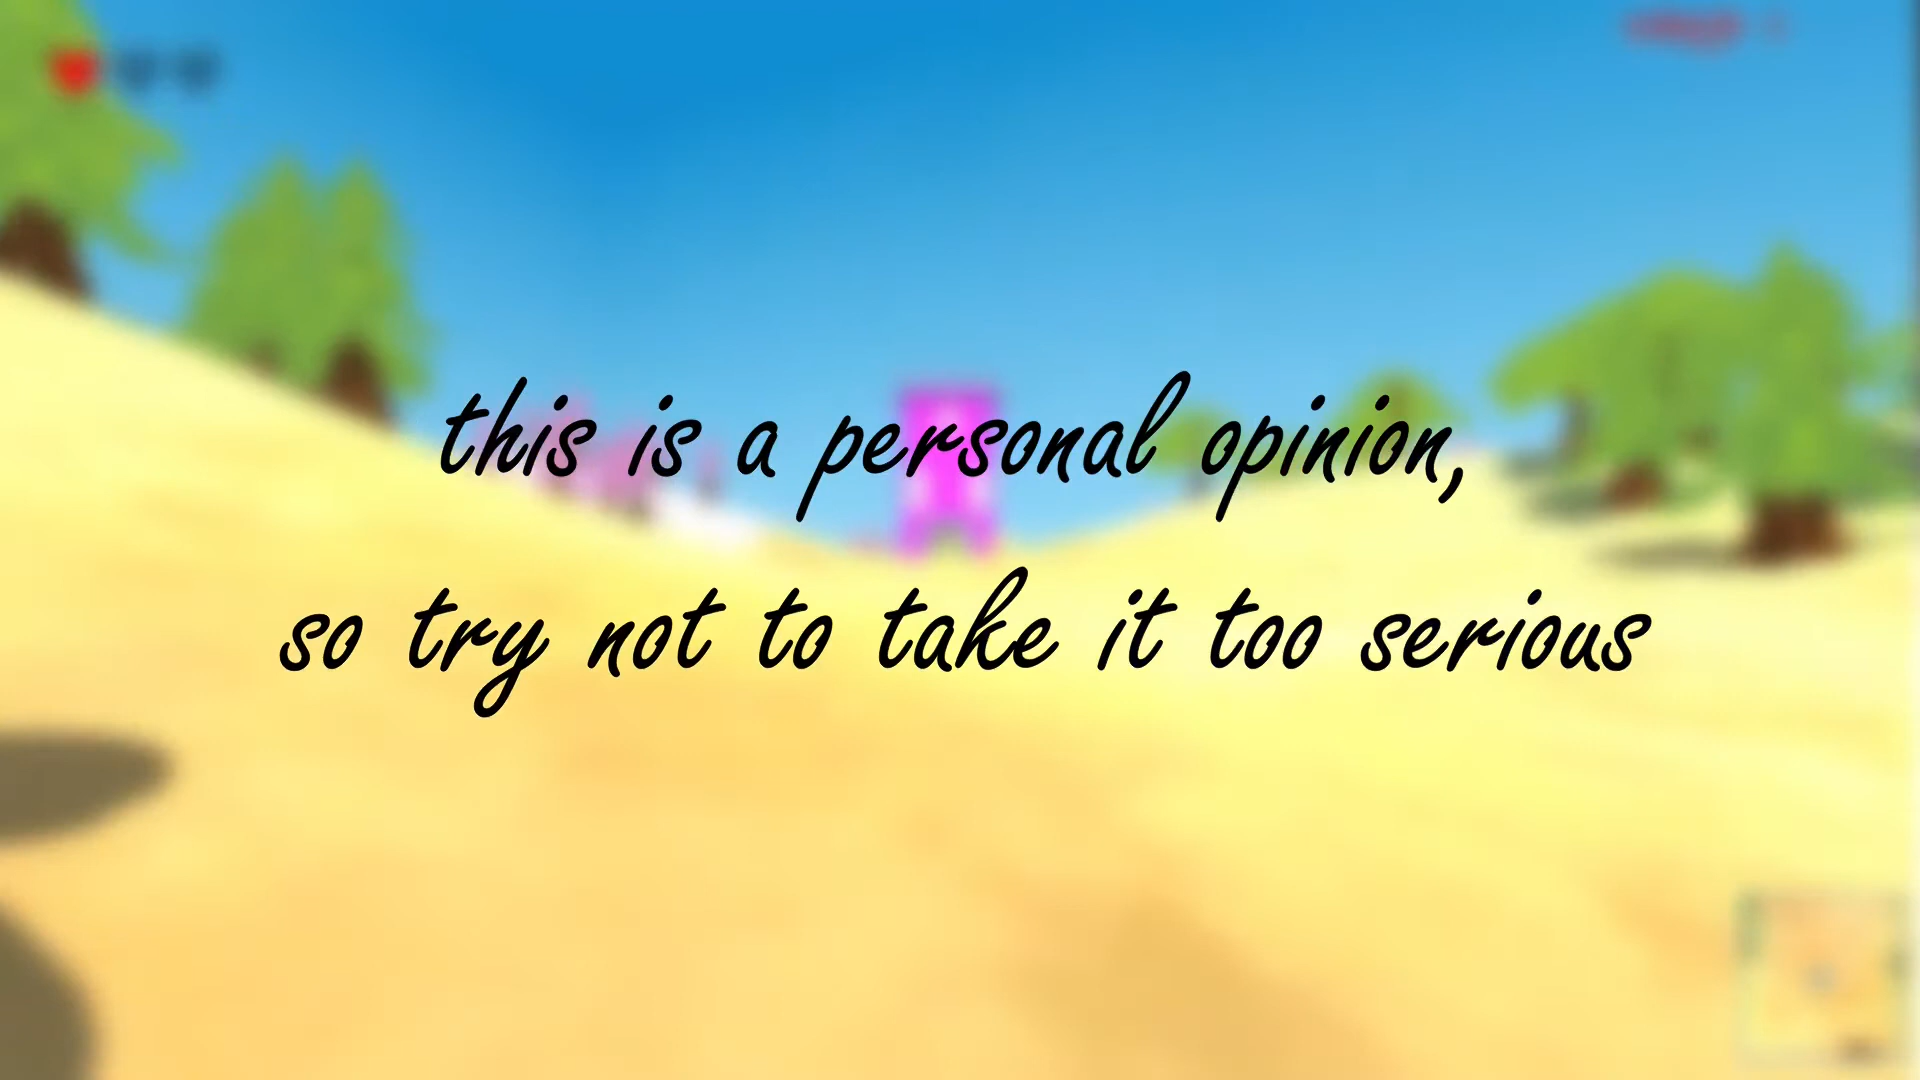 this is a personal opinion,
so try not to take it too serious